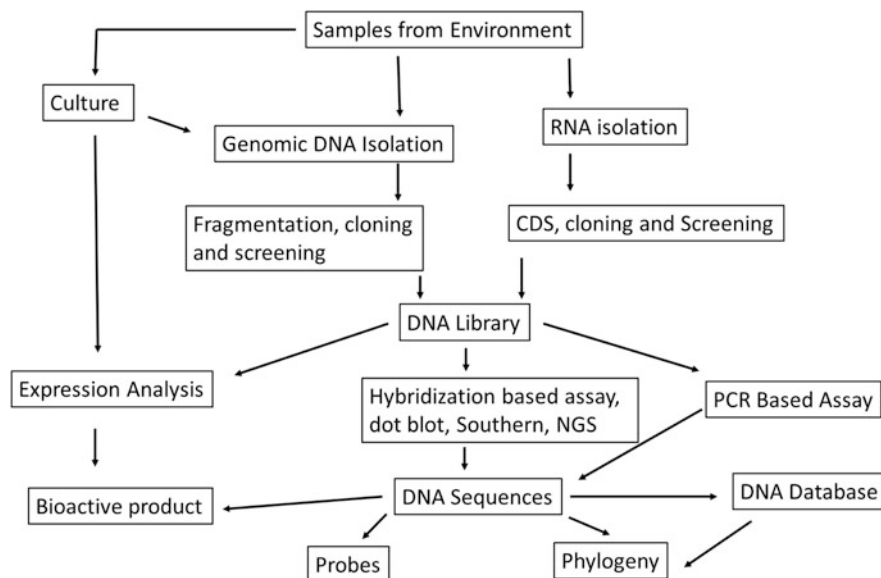 Samples from Environment
Culture
Genomic DNA Isolation
RNA isolation
Fragmentation, cloning
and screening
CDS, cloning and Screening
DNA Library
Expression Analysis
Hybridization based assay,
dot blot, Southern, NGS
PCR Based Assay
Bioactive product
DNA Sequences
DNA Database
Probes
Phylogeny